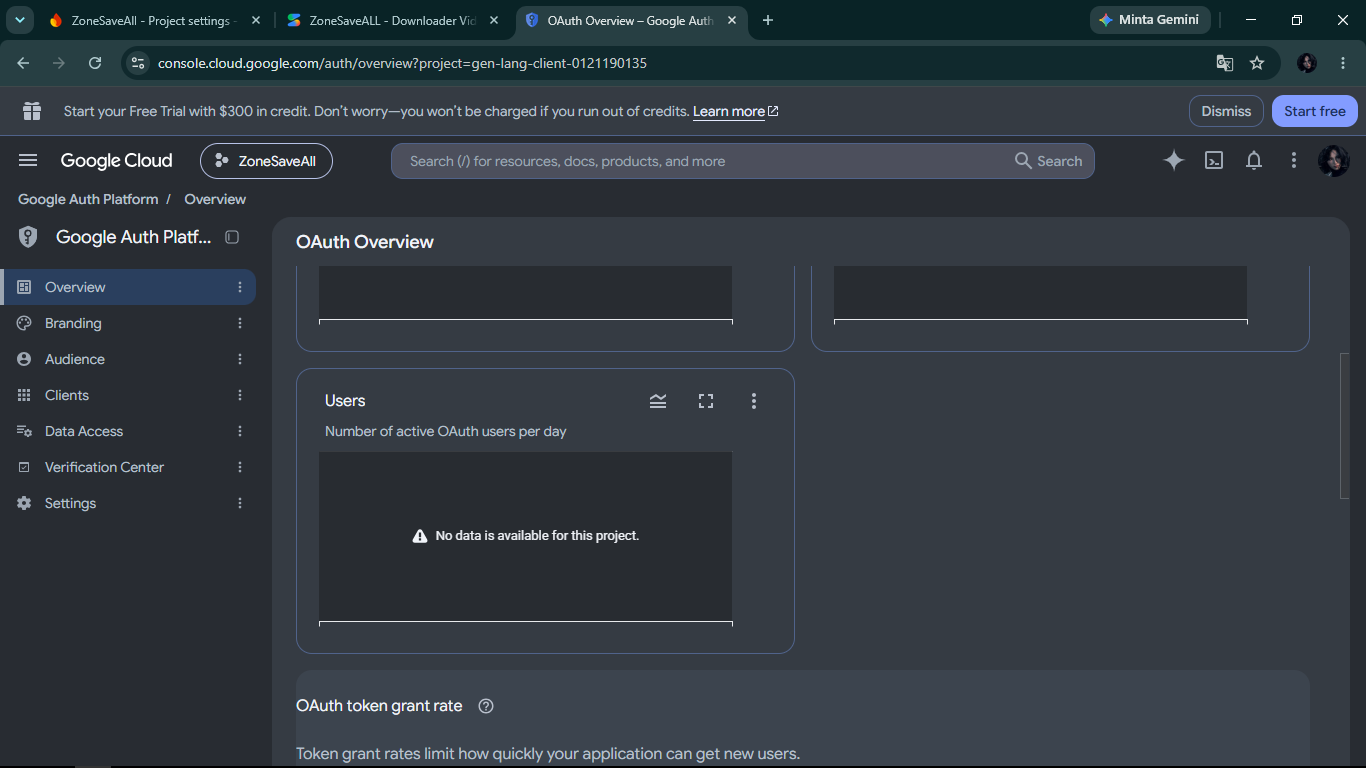 ZoneSaveAll - Project settings -
ZoneSaveALL - Downloader Vid
OAuth Overview – Google Auth
Minta Gemini
console.cloud.google.com/auth/overview?project=gen-lang-client-0121190135
Start your Free Trial with $300 in credit. Don't worry—you won't be charged if you run out of credits. Learn more
Dismiss
Start free
Google Cloud
ZoneSaveAll
Search (/) for resources, docs, products, and more
Search
Google Auth Platform / Overview
Google Auth Platf...
OAuth Overview
Overview
Branding
Audience
Clients
Data Access
Verification Center
Settings
Users
Number of active OAuth users per day
No data is available for this project.
OAuth token grant rate
Token grant rates limit how quickly your application can get new users.